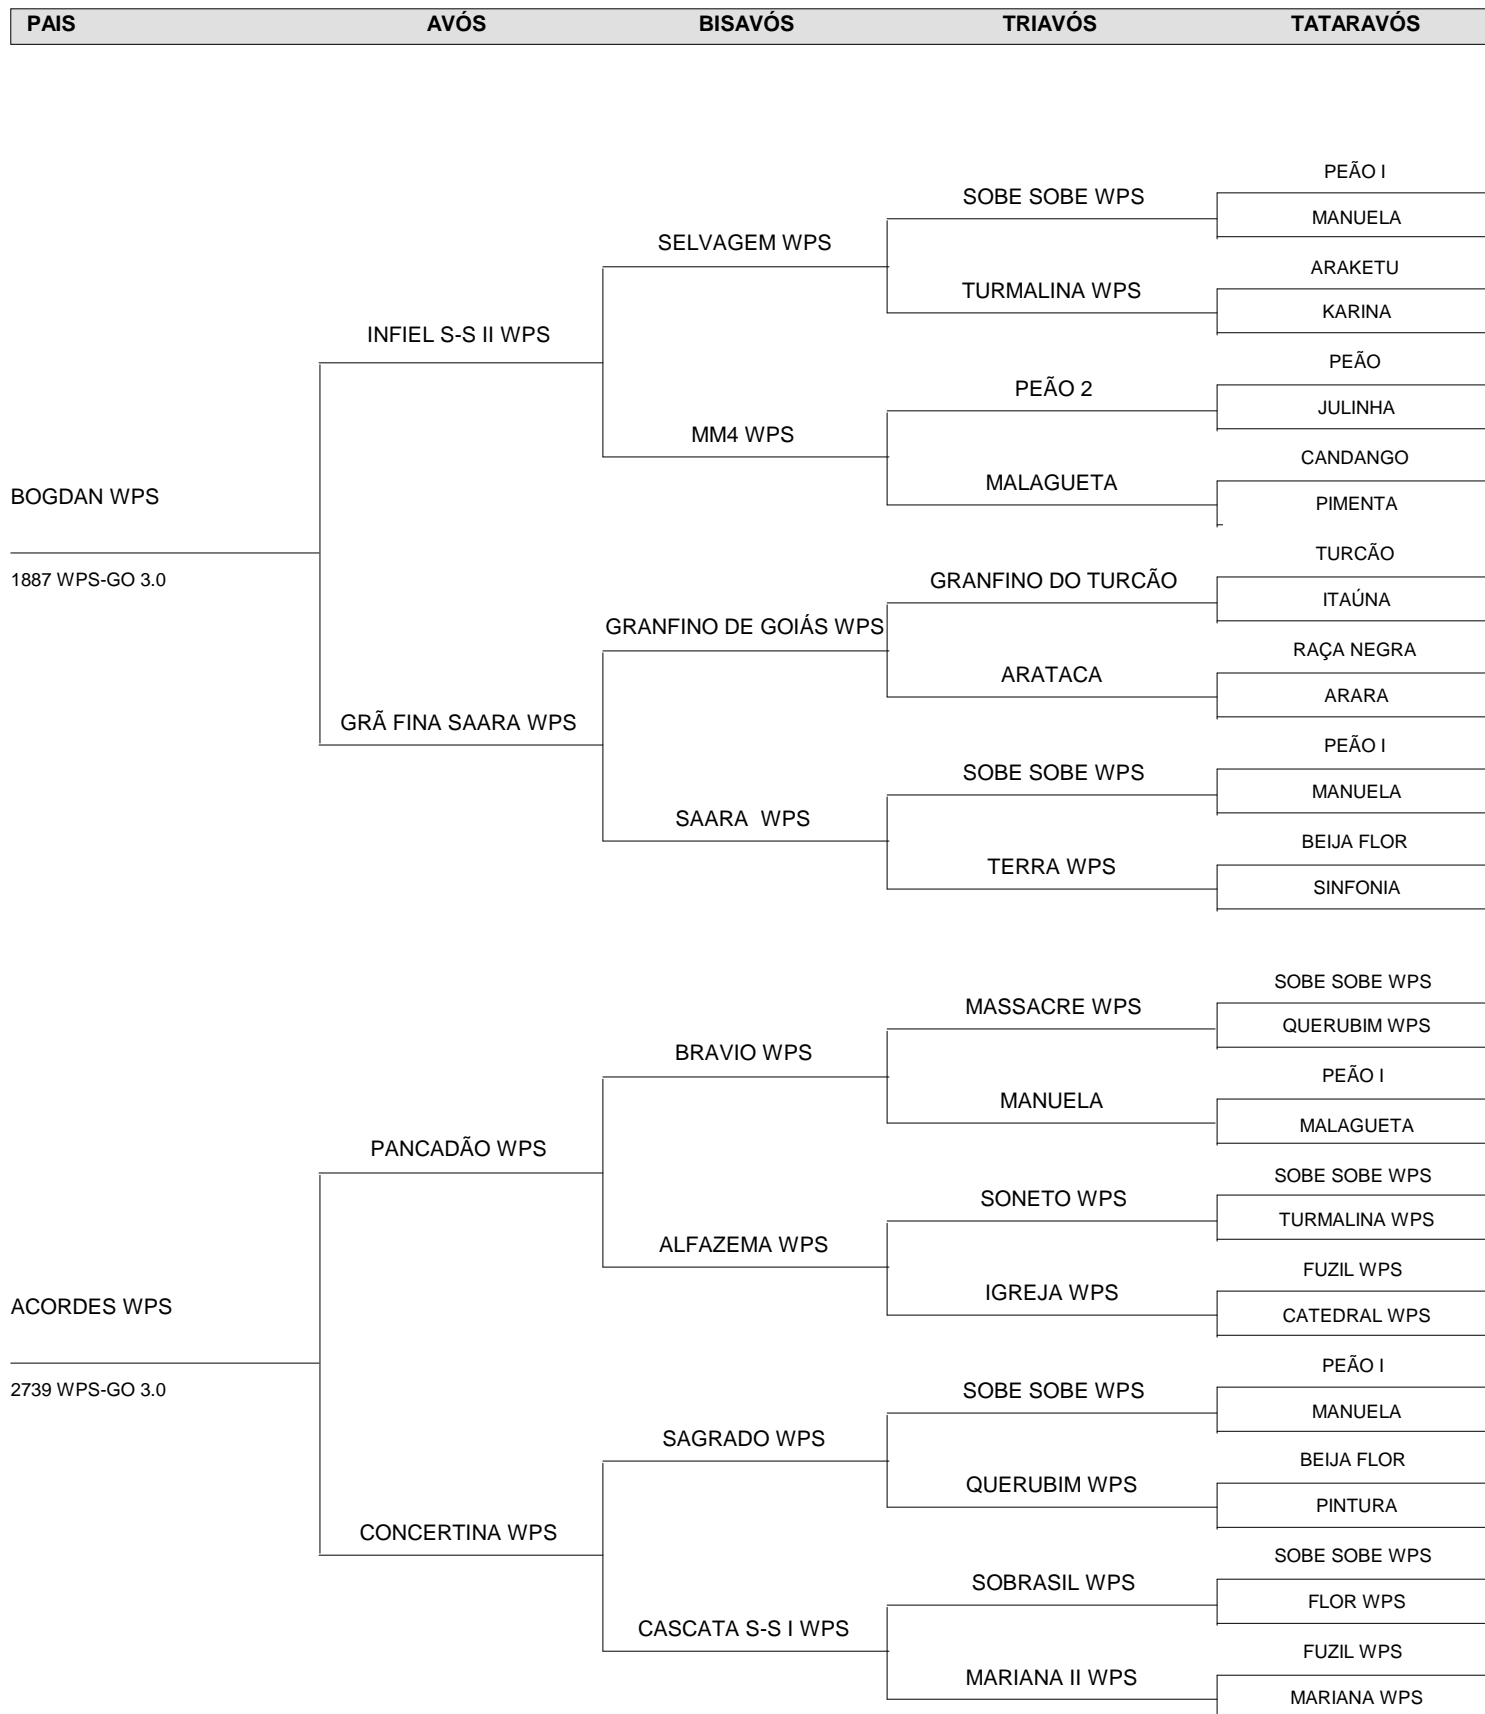 PAIS AVÓS BISAVÓS TRIAVÓS TATARAVÓS
PEÃO I
SOBE SOBE WPS
MANUELA
SELVAGEM WPS
ARAKETU
TURMALINA WPS
KARINA
INFIEL S-S II WPS
PEÃO
PEÃO 2
JULINHA
MM4 WPS
CANDANGO
MALAGUETA
PIMENTA
BOGDAN WPS
1887 WPS-GO 3.0
TURCÃO
GRANFINO DO TURCÃO
ITAÚNA
GRANFINO DE GOIÁS WPS
RAÇA NEGRA
ARATACA
ARARA
GRÃ FINA SAARA WPS
PEÃO I
SOBE SOBE WPS
MANUELA
SAARA WPS
BEIJA FLOR
TERRA WPS
SINFONIA
SOBE SOBE WPS
MASSACRE WPS
QUERUBIM WPS
BRAVIO WPS
PEÃO I
MANUELA
MALAGUETA
PANCADÃO WPS
SOBE SOBE WPS
SONETO WPS
TURMALINA WPS
ALFAZEMA WPS
FUZIL WPS
IGREJA WPS
CATEDRAL WPS
ACORDES WPS
2739 WPS-GO 3.0
PEÃO I
SOBE SOBE WPS
MANUELA
SAGRADO WPS
BEIJA FLOR
QUERUBIM WPS
PINTURA
CONCERTINA WPS
SOBE SOBE WPS
SOBRASIL WPS
FLOR WPS
CASCATA S-S I WPS
FUZIL WPS
MARIANA II WPS
MARIANA WPS